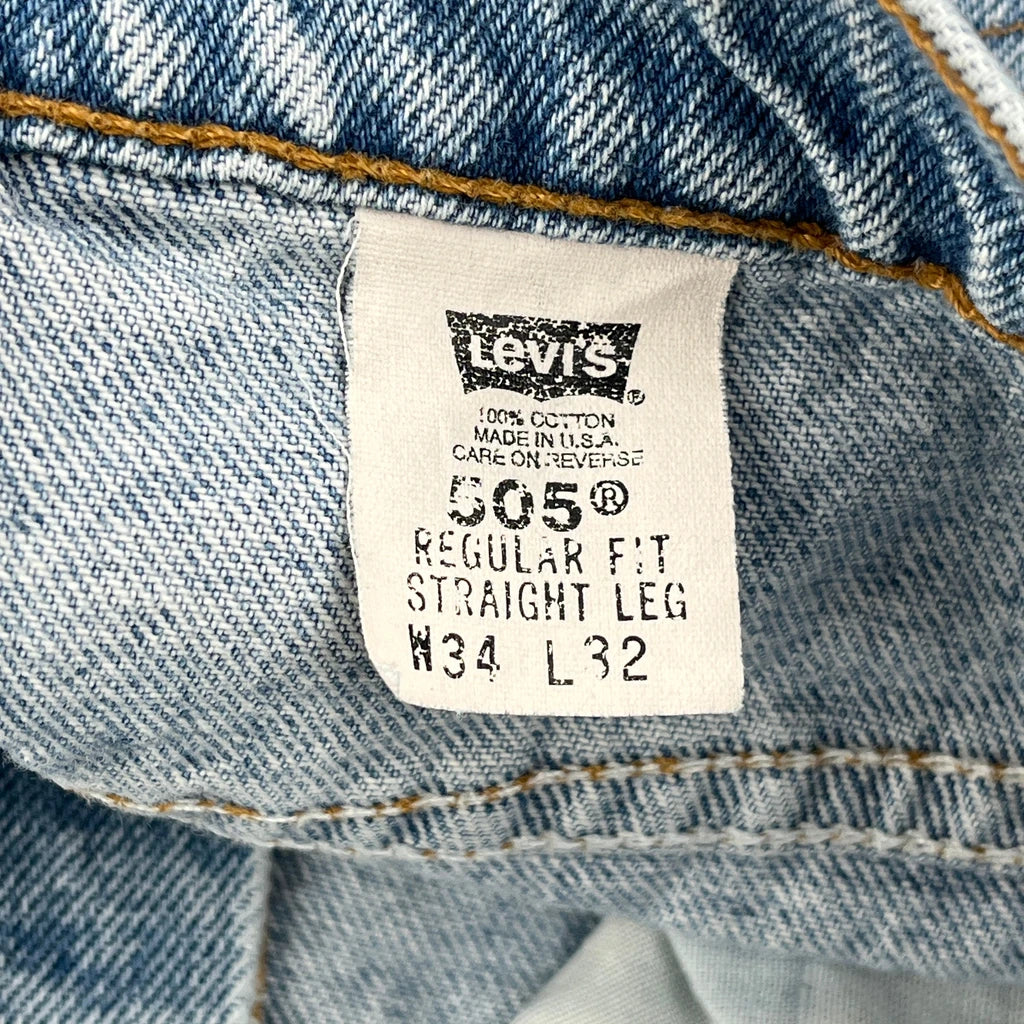 Levi's®
100% COTTON
MADE IN U.S.A.
CARE ON REVERSE
505®
REGULAR FIT
STRAIGHT LEG
W34 L32